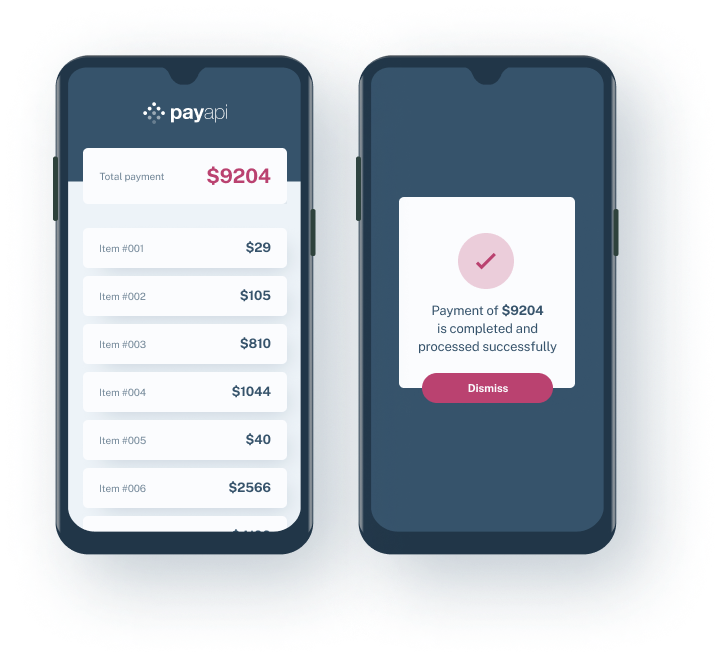 payapi
Total payment $9204
Item #001 $29
Item #002 $105
Item #003 $810
Item #004 $1044
Item #005 $40
Item #006 $2566
Payment of $9204
is completed and
processed successfully
Dismiss